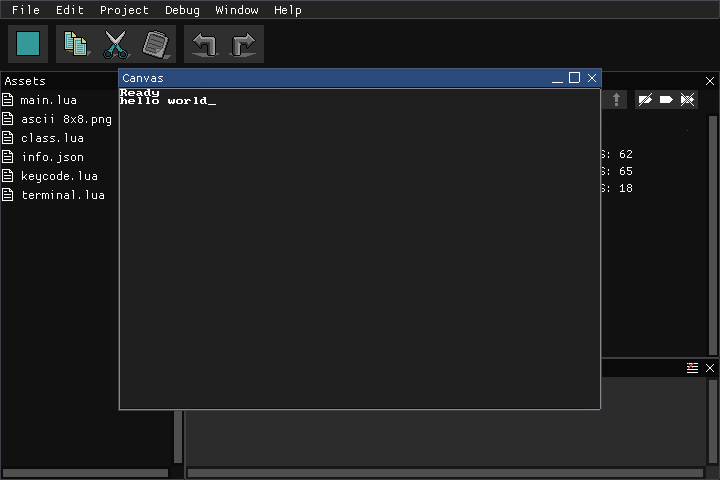 File Edit Project Debug Window Help
Assets
main.lua
ascii 8x8.png
class.lua
info.json
keycode.lua
terminal.lua
Canvas
Ready
hello world_
S: 62
S: 65
S: 18